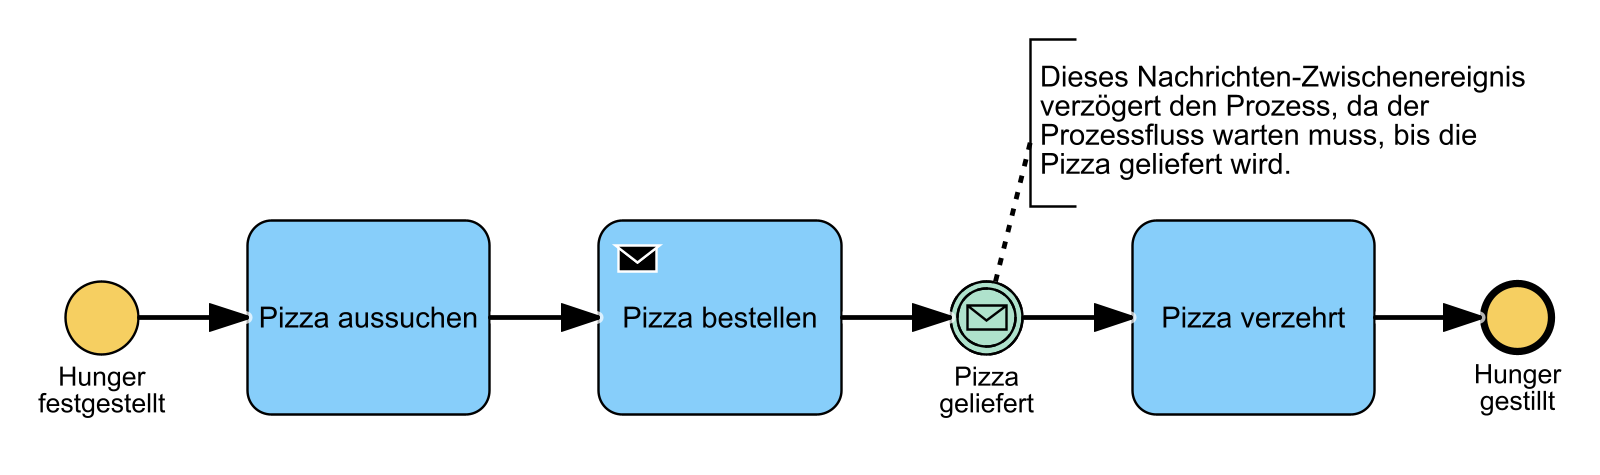 Dieses Nachrichten-Zwischenereignis
verzögert den Prozess, da der
Prozessfluss warten muss, bis die
Pizza geliefert wird.
Hunger
festgestellt
Pizza aussuchen
Pizza bestellen
Pizza
geliefert
Pizza verzehrt
Hunger
gestillt